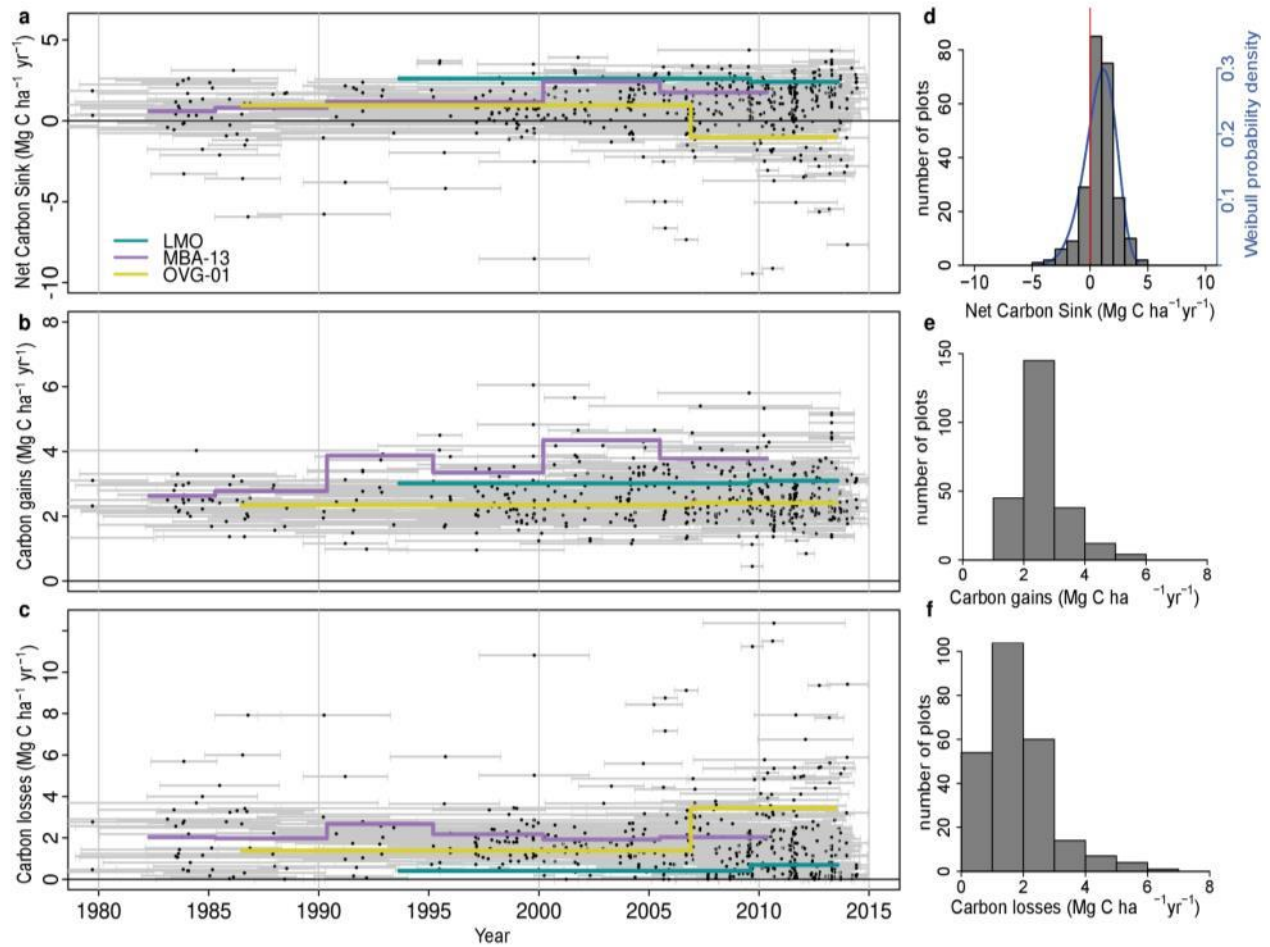 a
Net Carbon Sink (Mg C ha⁻¹ yr⁻¹)
5
0
-5
-10
LMO
MBA-13
OVG-01
b
Carbon gains (Mg C ha⁻¹ yr⁻¹)
8
6
4
2
0
c
Carbon losses (Mg C ha⁻¹ yr⁻¹)
10
8
6
4
2
0
1980 1985 1990 1995 2000 2005 2010 2015
Year
d
number of plots
80
60
40
20
0
-10 -5 0 5 10
Net Carbon Sink (Mg C ha⁻¹yr⁻¹)
0.3
0.2
0.1
Weibull probability density
e
number of plots
150
100
50
0
0 2 4 6 8
Carbon gains (Mg C ha ⁻¹yr⁻¹)
f
number of plots
100
80
60
40
20
0
0 2 4 6 8
Carbon losses (Mg C ha ⁻¹yr⁻¹)